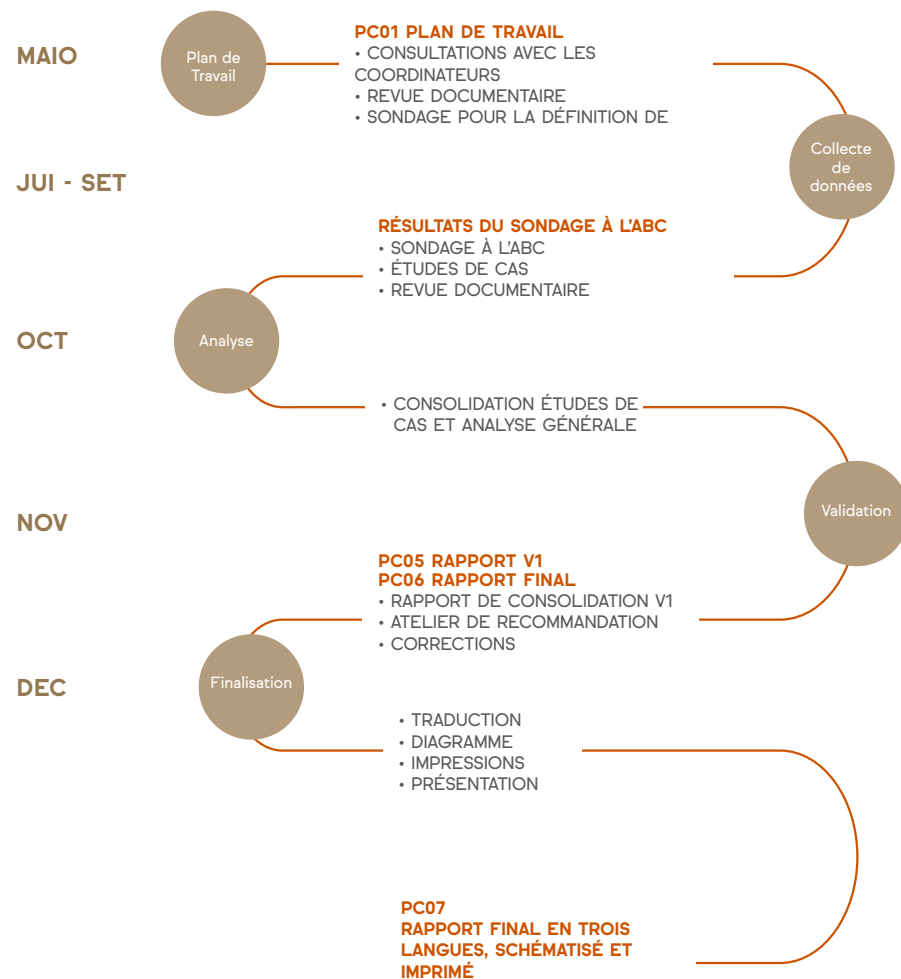 MAIO
Plan de
Travail
PC01 PLAN DE TRAVAIL
• CONSULTATIONS AVEC LES
COORDINATEURS
• REVUE DOCUMENTAIRE
• SONDAGE POUR LA DÉFINITION DE
Collecte
de
données
JUI - SET
RÉSULTATS DU SONDAGE À L'ABC
• SONDAGE À L'ABC
• ÉTUDES DE CAS
• REVUE DOCUMENTAIRE
OCT
Analyse
• CONSOLIDATION ÉTUDES DE
CAS ET ANALYSE GÉNÉRALE
NOV
Validation
PC05 RAPPORT V1
PC06 RAPPORT FINAL
• RAPPORT DE CONSOLIDATION V1
• ATELIER DE RECOMMANDATION
• CORRECTIONS
DEC
Finalisation
• TRADUCTION
• DIAGRAMME
• IMPRESSIONS
• PRÉSENTATION
PC07
RAPPORT FINAL EN TROIS
LANGUES, SCHÉMATISÉ ET
IMPRIMÉ